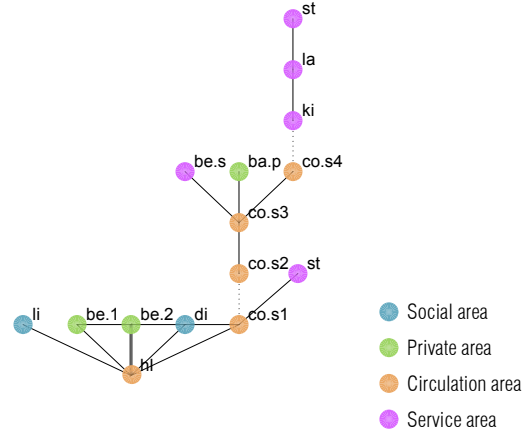 st
la
ki
be.s
ba.p
co.s4
co.s3
co.s2
st
li
be.1
be.2
di
co.s1
hl
Social area
Private area
Circulation area
Service area